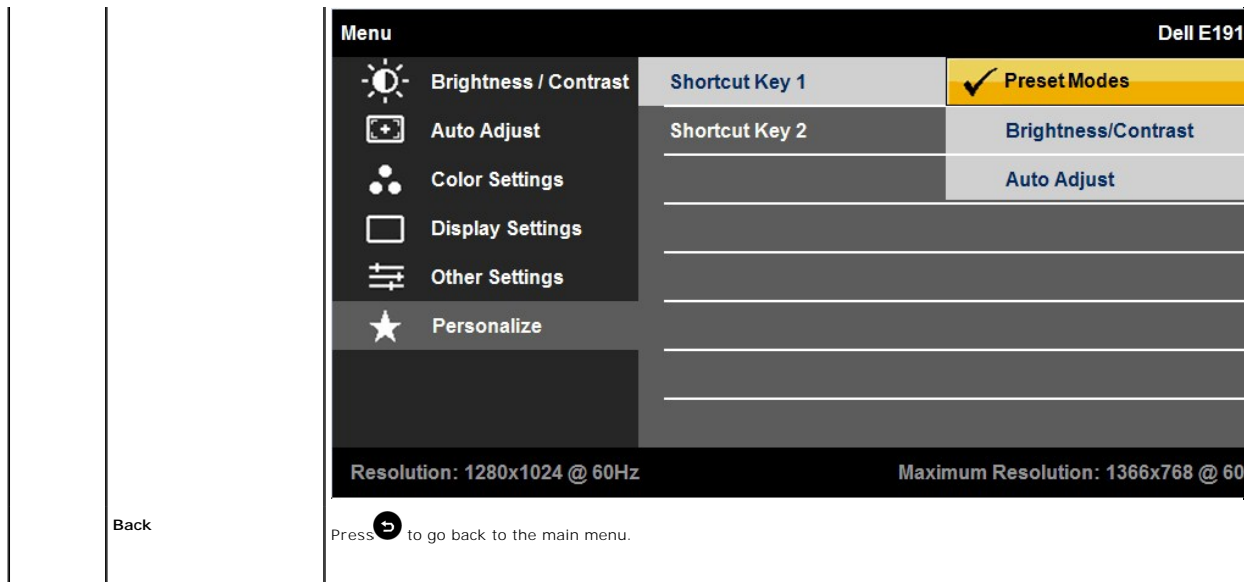 Menu Dell E191
Brightness / Contrast Shortcut Key 1 Preset Modes
Auto Adjust Shortcut Key 2 Brightness/Contrast
Color Settings Auto Adjust
Display Settings
Other Settings
Personalize
Resolution: 1280x1024 @ 60Hz Maximum Resolution: 1366x768 @ 60
Back Press to go back to the main menu.